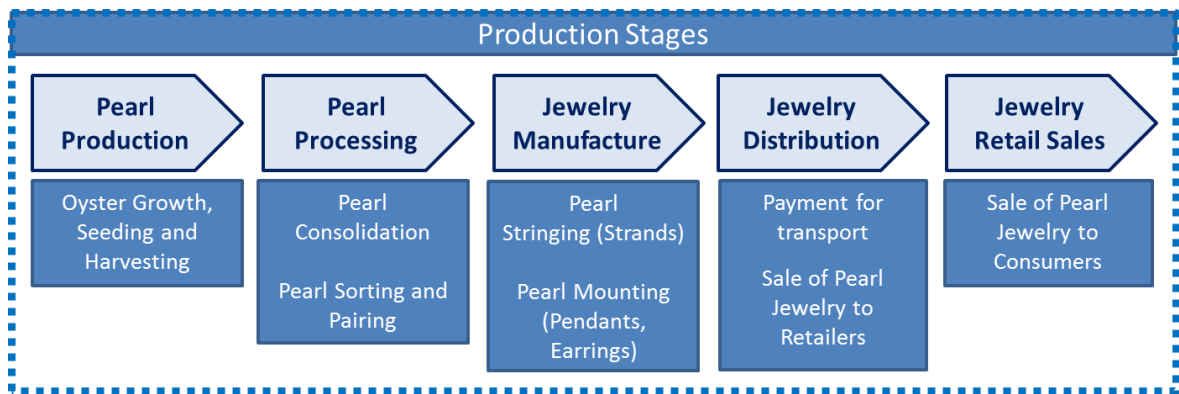 Production Stages
Pearl
Production
Pearl
Processing
Jewelry
Manufacture
Jewelry
Distribution
Jewelry
Retail Sales
Oyster Growth,
Seeding and
Harvesting
Pearl
Consolidation
Pearl Sorting and
Pairing
Pearl
Stringing (Strands)
Pearl Mounting
(Pendants,
Earrings)
Payment for
transport
Sale of Pearl
Jewelry to
Retailers
Sale of Pearl
Jewelry to
Consumers